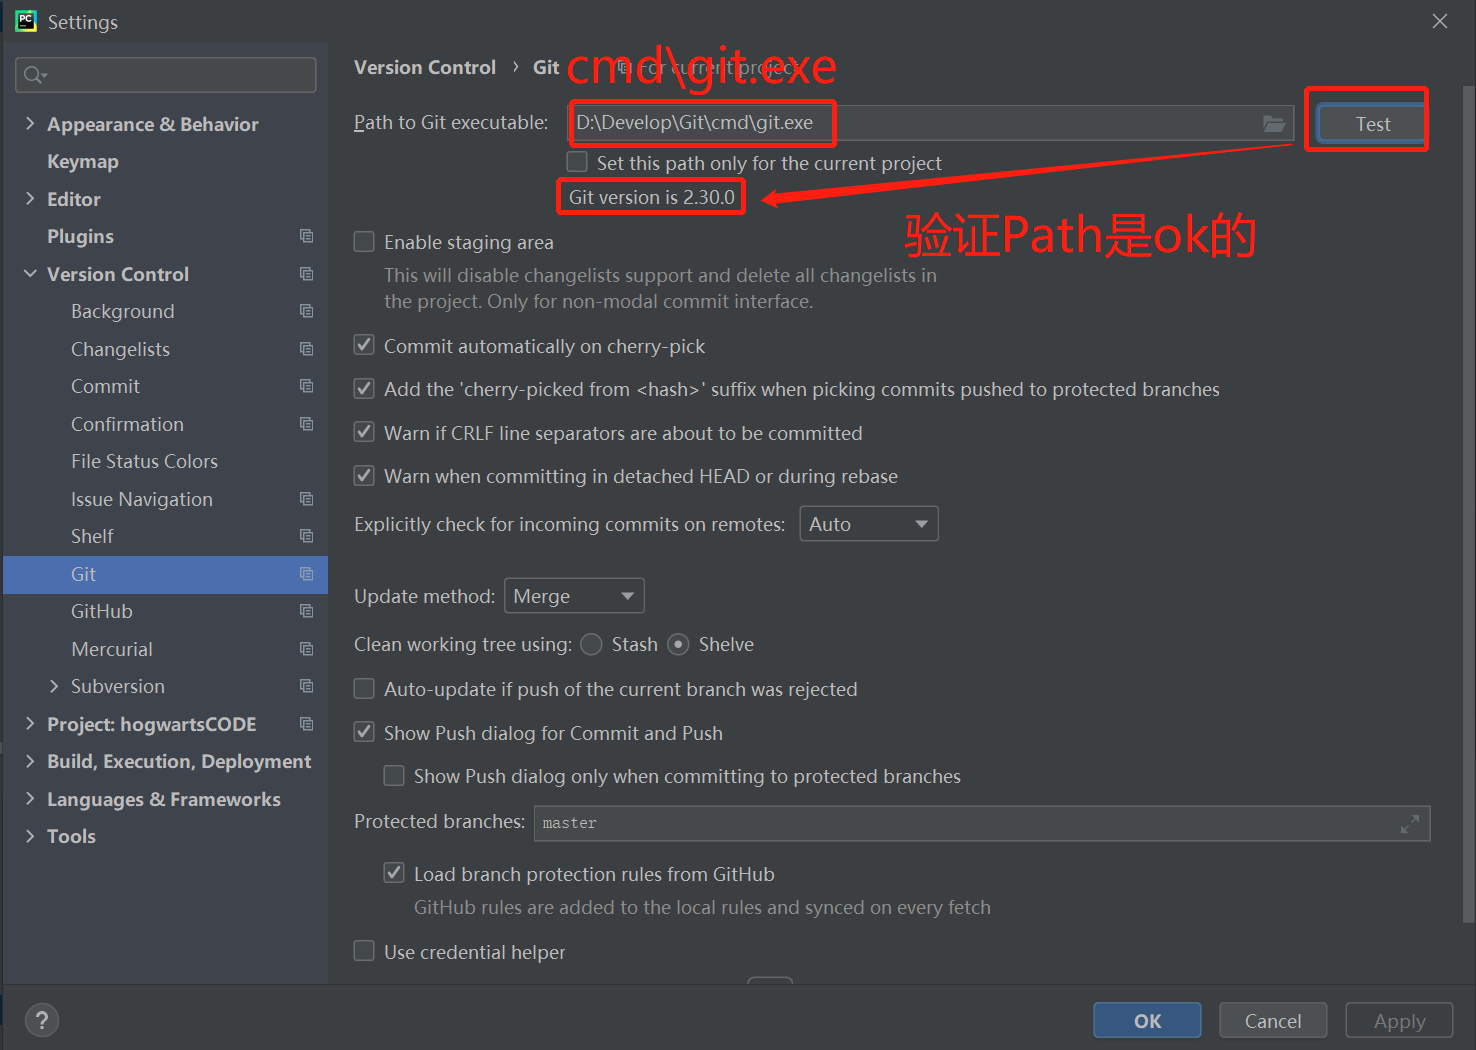 PC
Settings
Version Control › Git For current project
cmd\git.exe
Path to Git executable: D:\Develop\Git\cmd\git.exe Test
Set this path only for the current project
Git version is 2.30.0
验证Path是ok的
Enable staging area
This will disable changelists support and delete all changelists in
the project. Only for non-modal commit interface.
Commit automatically on cherry-pick
Add the 'cherry-picked from <hash>' suffix when picking commits pushed to protected branches
Warn if CRLF line separators are about to be committed
Warn when committing in detached HEAD or during rebase
Explicitly check for incoming commits on remotes: Auto
Update method: Merge
Clean working tree using: Stash Shelve
Auto-update if push of the current branch was rejected
Show Push dialog for Commit and Push
Show Push dialog only when committing to protected branches
Protected branches: master
Load branch protection rules from GitHub
GitHub rules are added to the local rules and synced on every fetch
Use credential helper
Appearance & Behavior
Keymap
Editor
Plugins
Version Control
Background
Changelists
Commit
Confirmation
File Status Colors
Issue Navigation
Shelf
Git
GitHub
Mercurial
Subversion
Project: hogwartsCODE
Build, Execution, Deployment
Languages & Frameworks
Tools
?
OK Cancel Apply